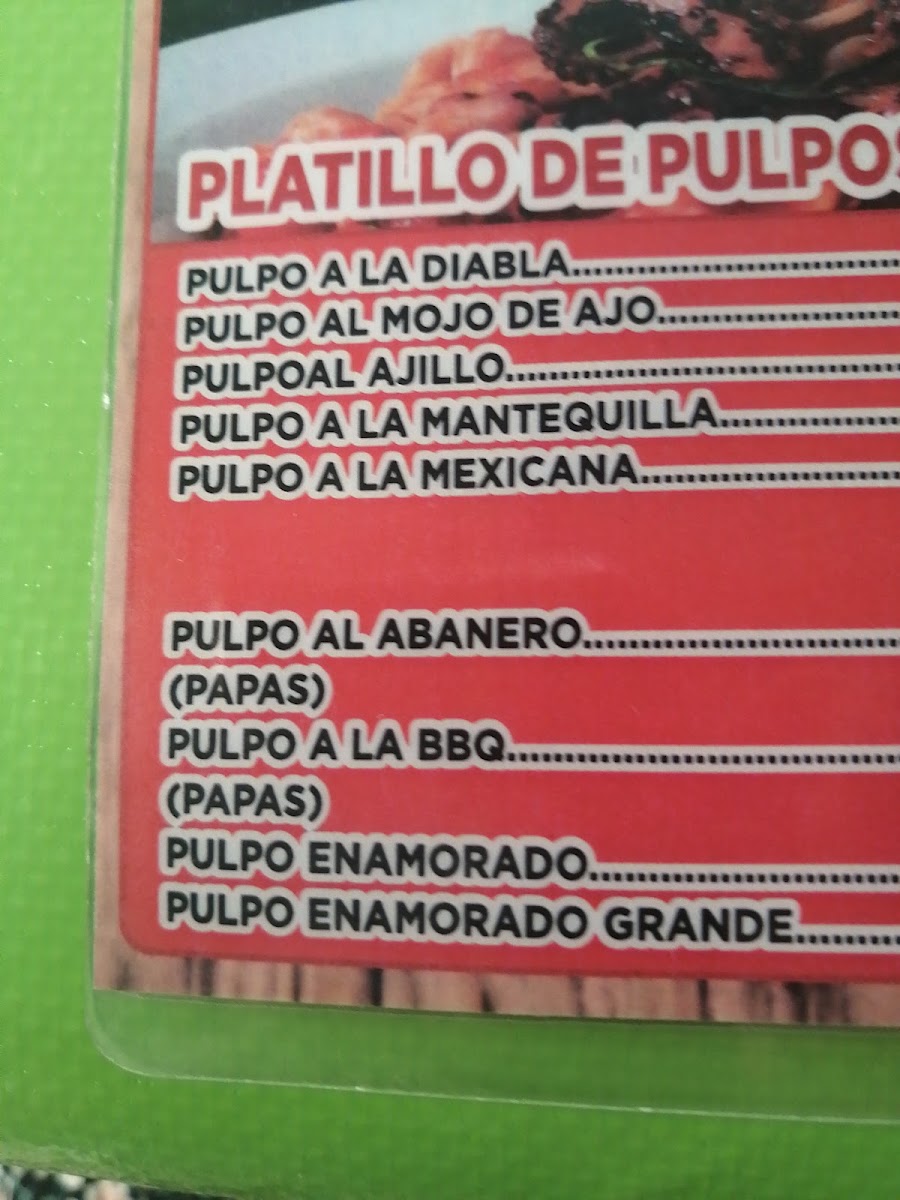 PLATILLO DE PULPOS
PULPO A LA DIABLA
PULPO AL MOJO DE AJO
PULPOAL AJILLO
PULPO A LA MANTEQUILLA
PULPO A LA MEXICANA
PULPO AL ABANERO
(PAPAS)
PULPO A LA BBQ
(PAPAS)
PULPO ENAMORADO
PULPO ENAMORADO GRANDE